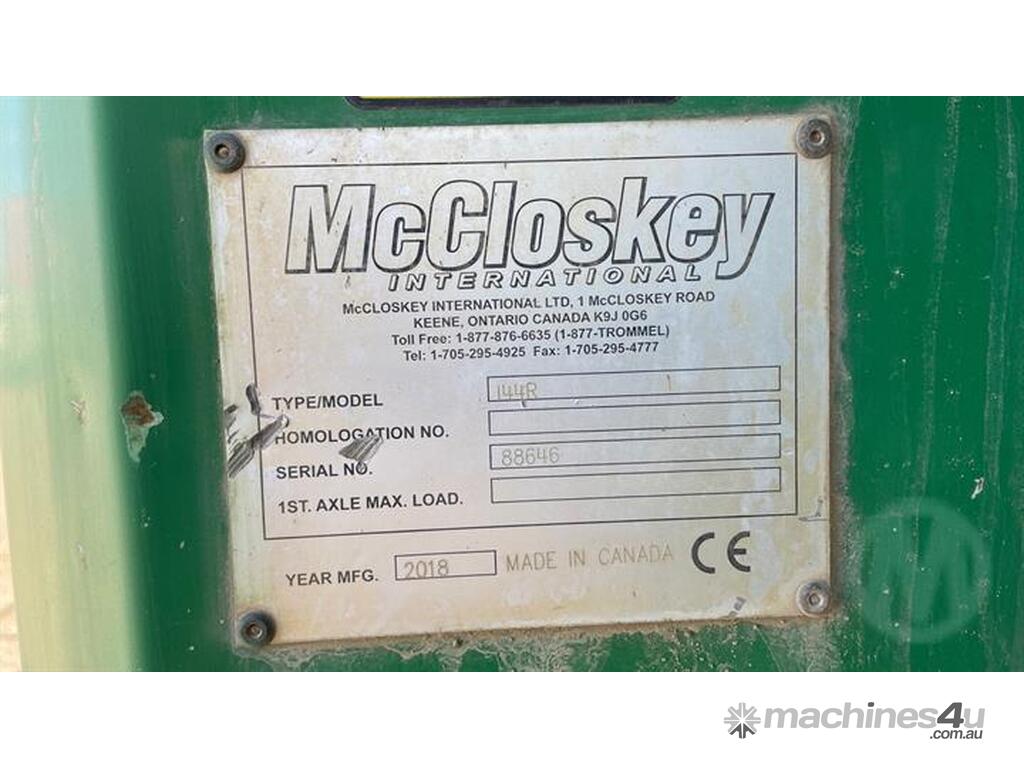 McCloskey
INTERNATIONAL
McCLOSKEY INTERNATIONAL LTD, 1 McCLOSKEY ROAD
KEENE, ONTARIO CANADA K9J 0G6
Toll Free: 1-877-876-6635 (1-877-TROMMEL)
Tel: 1-705-295-4925 Fax: 1-705-295-4777
TYPE/MODEL 144R
HOMOLOGATION NO.
SERIAL NO. 88646
1ST. AXLE MAX. LOAD.
YEAR MFG. 2018 MADE IN CANADA CE
M
machines4u
.com.au